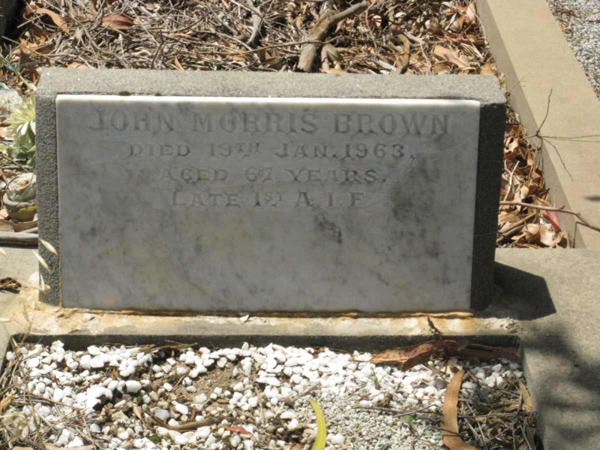 JOHN MORRIS BROWN
DIED 19TH JAN. 1963.
AGED 67 YEARS.
LATE 1ST A.I.F.